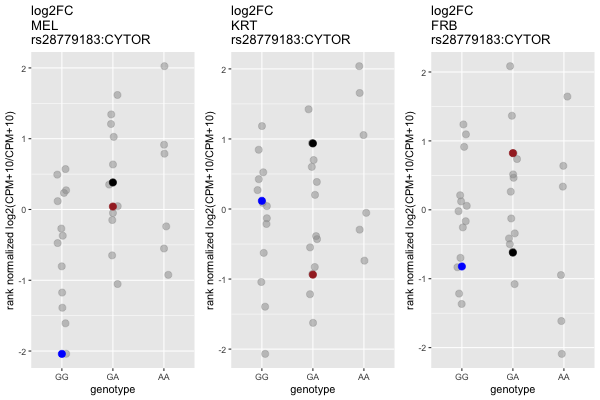 log2FC
MEL
rs28779183:CYTOR
rank normalized log2(CPM+10/CPM+10)
2
1
0
-1
-2
GG
GA
AA
genotype
log2FC
KRT
rs28779183:CYTOR
rank normalized log2(CPM+10/CPM+10)
2
1
0
-1
-2
GG
GA
AA
genotype
log2FC
FRB
rs28779183:CYTOR
rank normalized log2(CPM+10/CPM+10)
2
1
0
-1
-2
GG
GA
AA
genotype